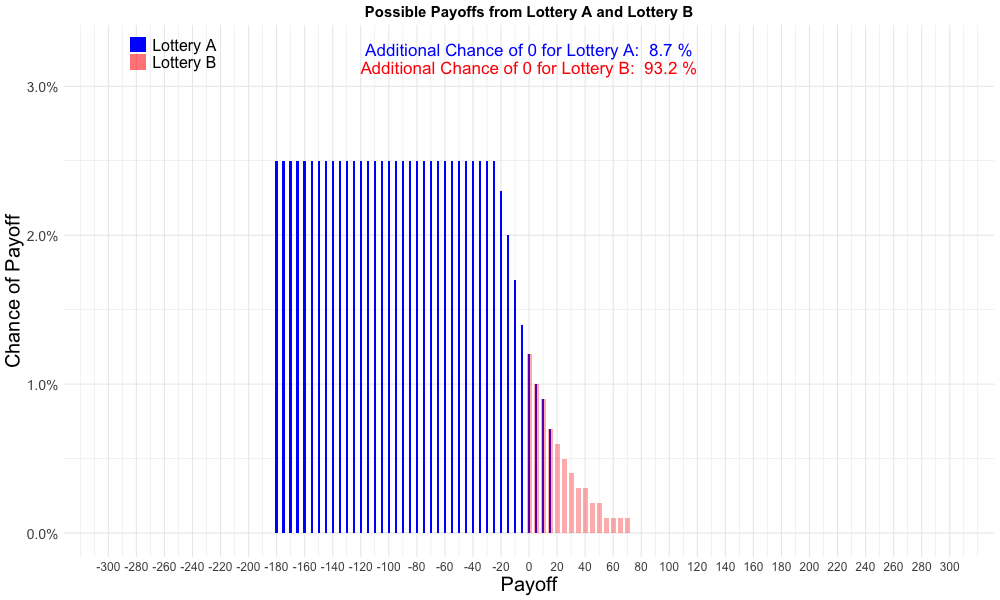 Possible Payoffs from Lottery A and Lottery B
Lottery A
Lottery B
Additional Chance of 0 for Lottery A:  8.7 %
Additional Chance of 0 for Lottery B:  93.2 %
Chance of Payoff
3.0%
2.0%
1.0%
0.0%
-300 -280 -260 -240 -220 -200 -180 -160 -140 -120 -100 -80 -60 -40 -20 0 20 40 60 80 100 120 140 160 180 200 220 240 260 280 300
Payoff